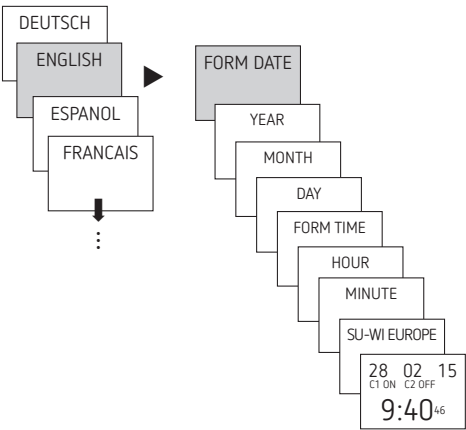 DEUTSCH
ENGLISH
ESPANOL
FRANCAIS
FORM DATE
YEAR
MONTH
DAY
FORM TIME
HOUR
MINUTE
SU-WI EUROPE
28 02 15
C1 ON C2 OFF
9:40 46